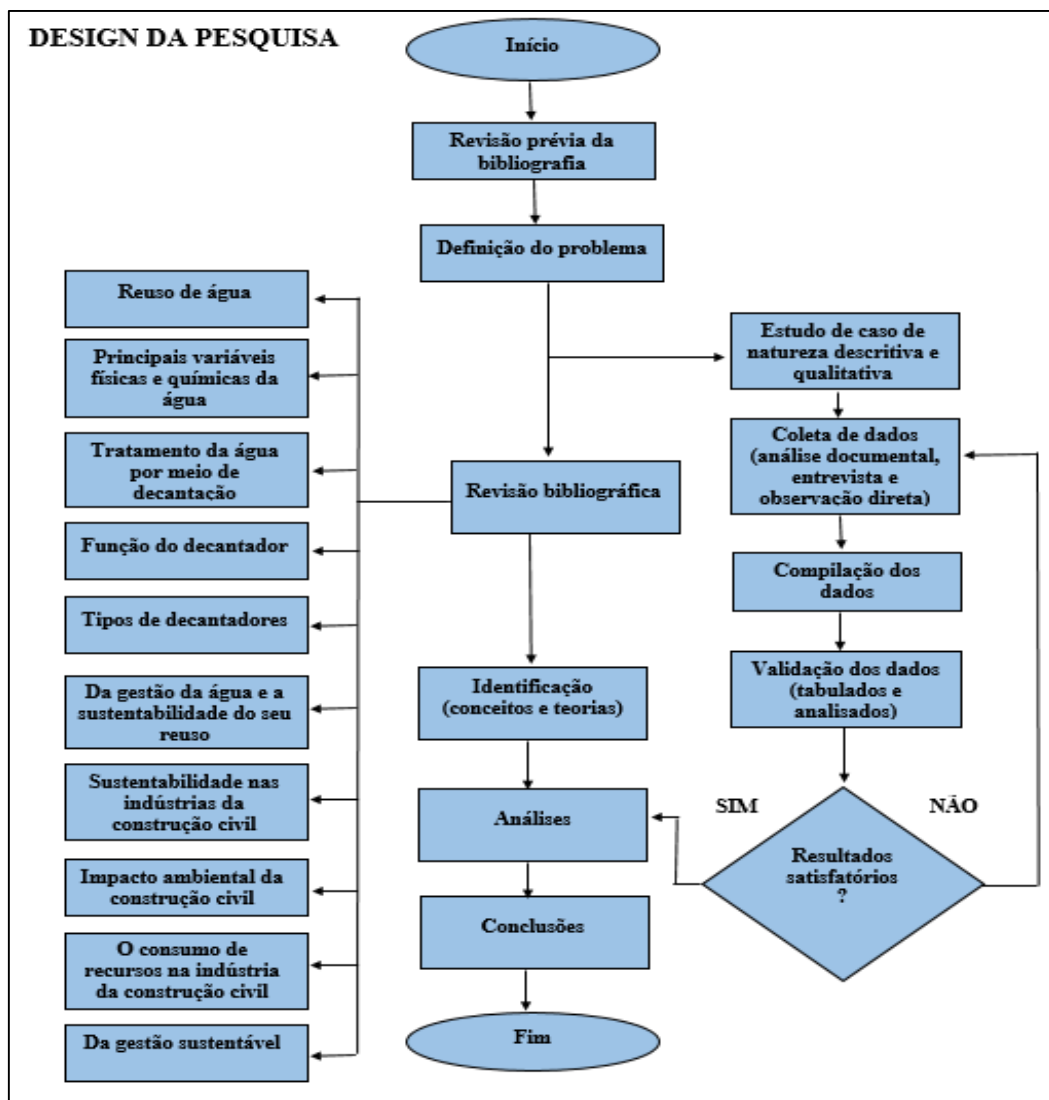 DESIGN DA PESQUISA
Início
Revisão prévia da
bibliografia
Definição do problema
Reuso de água
Principais variáveis
físicas e químicas da
água
Tratamento da água
por meio de
decantação
Função do decantador
Tipos de decantadores
Da gestão da água e a
sustentabilidade do seu
reuso
Sustentabilidade nas
indústrias da
construção civil
Impacto ambiental da
construção civil
O consumo de
recursos na indústria
da construção civil
Da gestão sustentável
Revisão bibliográfica
Identificação
(conceitos e teorias)
Análises
Conclusões
Fim
Estudo de caso de
natureza descritiva e
qualitativa
Coleta de dados
(análise documental,
entrevista e
observação direta)
Compilação dos
dados
Validação dos dados
(tabulados e
analisados)
SIM
NÃO
Resultados
satisfatórios
?